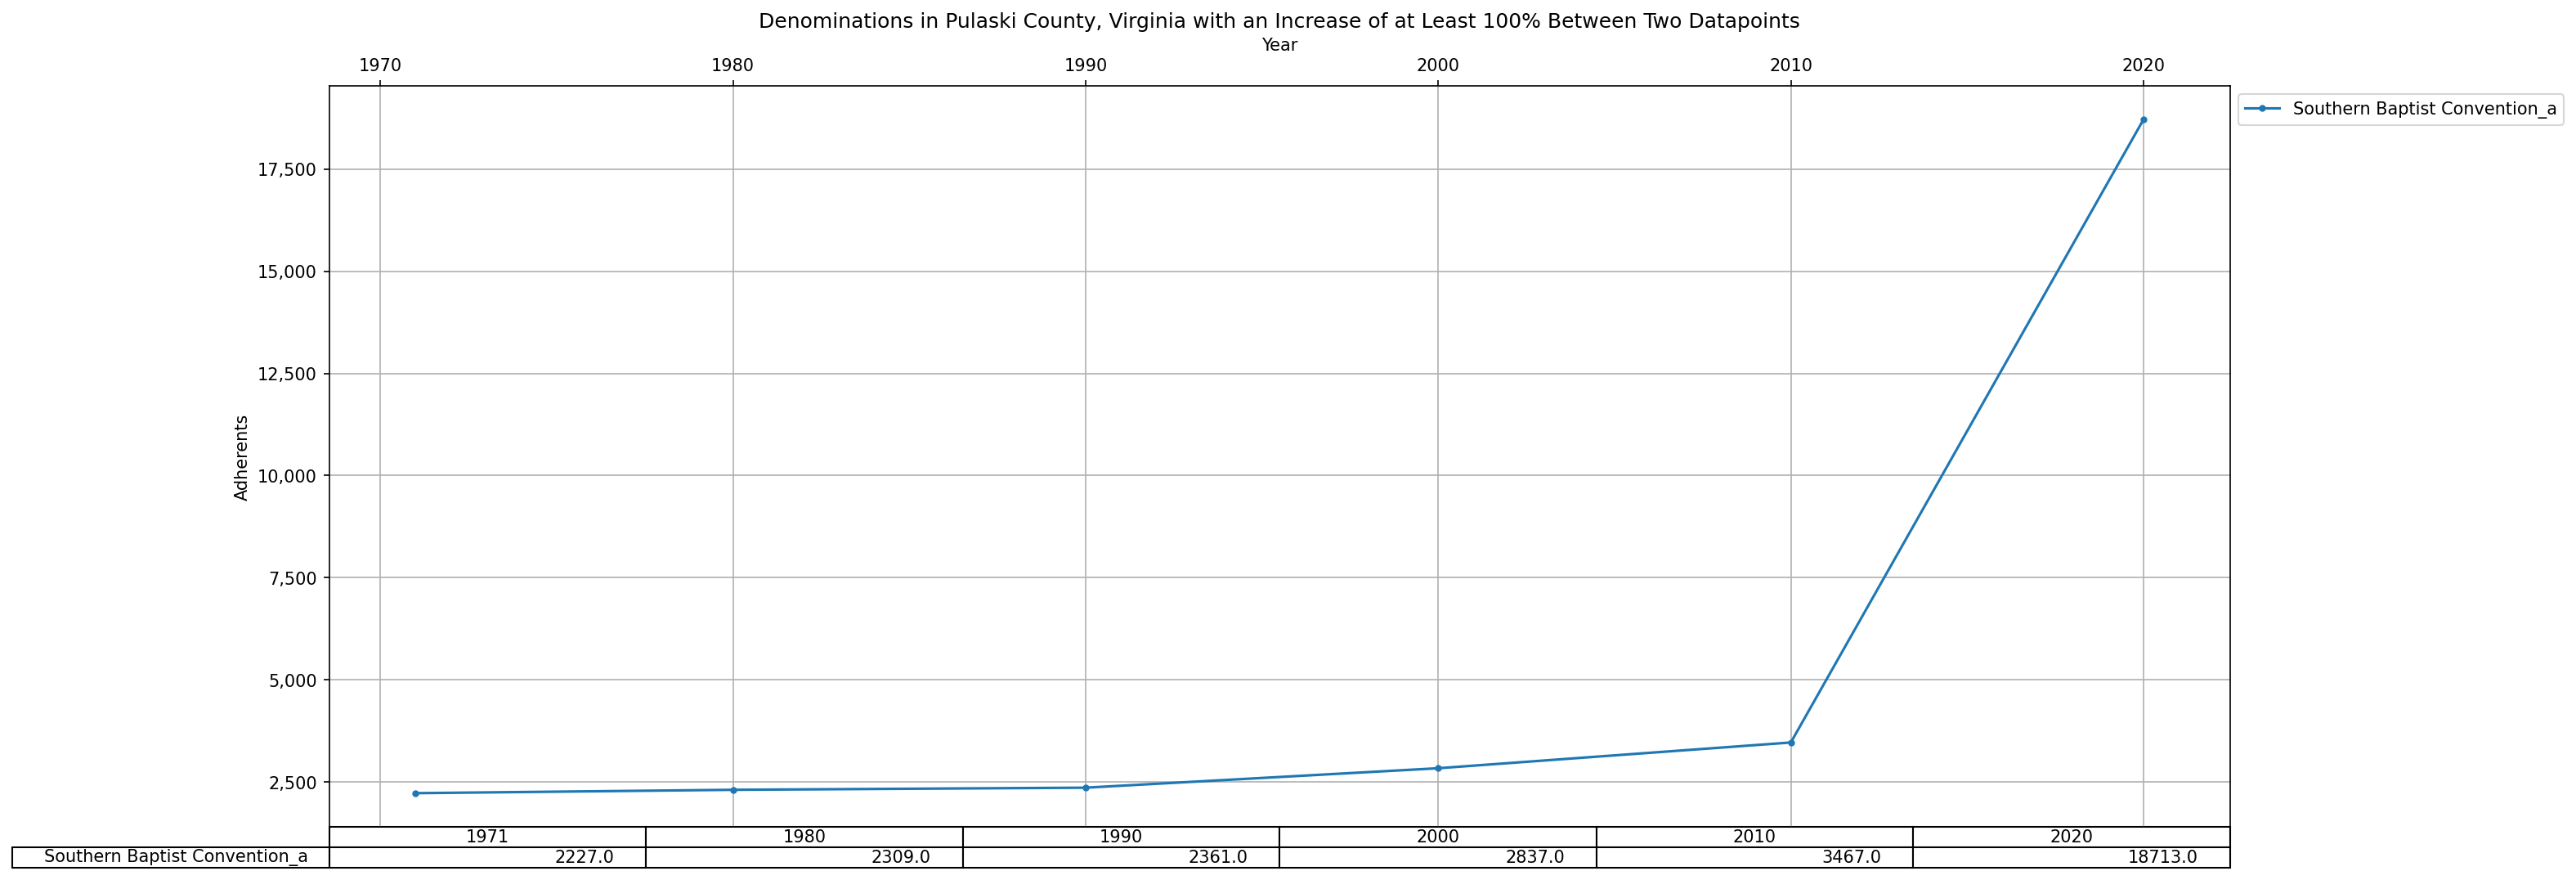 Denominations in Pulaski County, Virginia with an Increase of at Least 100% Between Two Datapoints
Year
1970 1980 1990 2000 2010 2020
Southern Baptist Convention_a
17,500
15,000
12,500
10,000
7,500
5,000
2,500
Adherents
1971 1980 1990 2000 2010 2020
Southern Baptist Convention_a 2227.0 2309.0 2361.0 2837.0 3467.0 18713.0